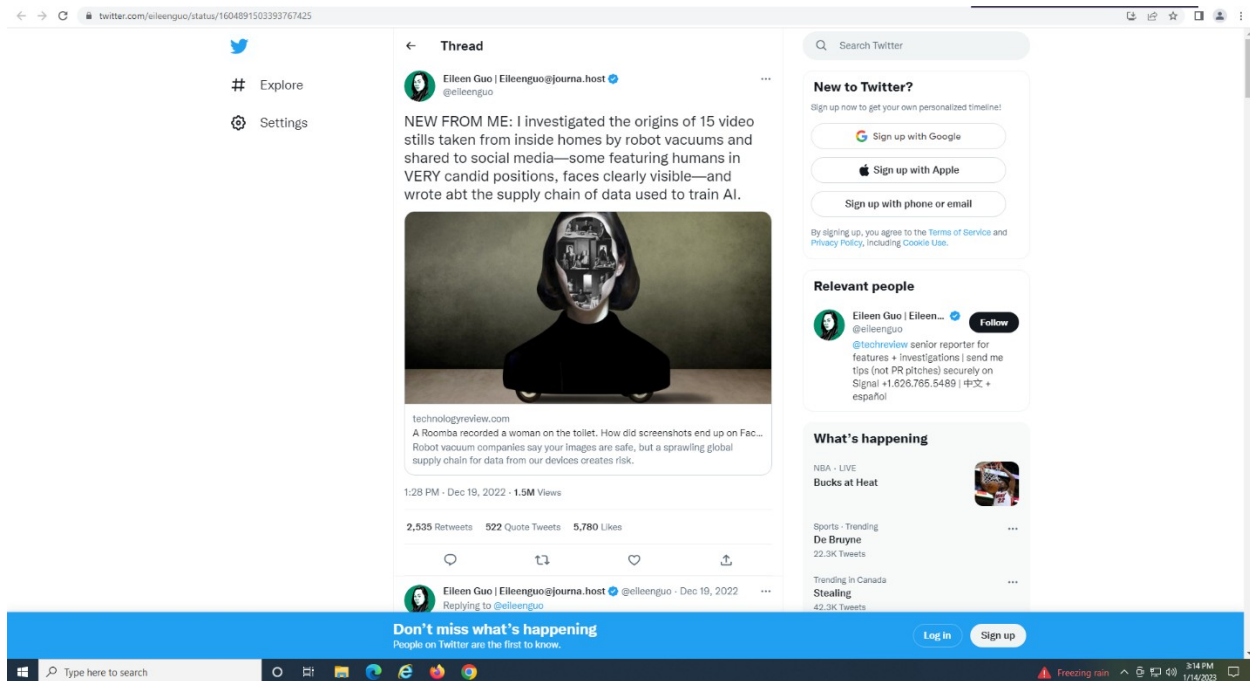 twitter.com/eileenguo/status/1604891503393767425
Explore
Settings
Thread
Eileen Guo | Eileenguo@journa.host
@eileenguo
NEW FROM ME: I investigated the origins of 15 video
stills taken from inside homes by robot vacuums and
shared to social media—some featuring humans in
VERY candid positions, faces clearly visible—and
wrote abt the supply chain of data used to train AI.
technologyreview.com
A Roomba recorded a woman on the toilet. How did screenshots end up on Fac...
Robot vacuum companies say your images are safe, but a sprawling global
supply chain for data from our devices creates risk.
1:28 PM · Dec 19, 2022 · 1.5M Views
2,535 Retweets 522 Quote Tweets 5,780 Likes
Eileen Guo | Eileenguo@journa.host @eileenguo · Dec 19, 2022
Replying to @eileenguo
Search Twitter
New to Twitter?
Sign up now to get your own personalized timeline!
Sign up with Google
Sign up with Apple
Sign up with phone or email
By signing up, you agree to the Terms of Service and
Privacy Policy, including Cookie Use.
Relevant people
Eileen Guo | Eileen...
@eileenguo
Follow
@techreview senior reporter for
features + investigations | send me
tips (not PR pitches) securely on
Signal +1.626.765.5489 | 中文 +
español
What's happening
NBA · LIVE
Bucks at Heat
Sports · Trending
De Bruyne
22.3K Tweets
Trending in Canada
Stealing
42.3K Tweets
Don't miss what's happening
People on Twitter are the first to know.
Log in
Sign up
Type here to search
Freezing rain
3:14 PM
1/14/2023